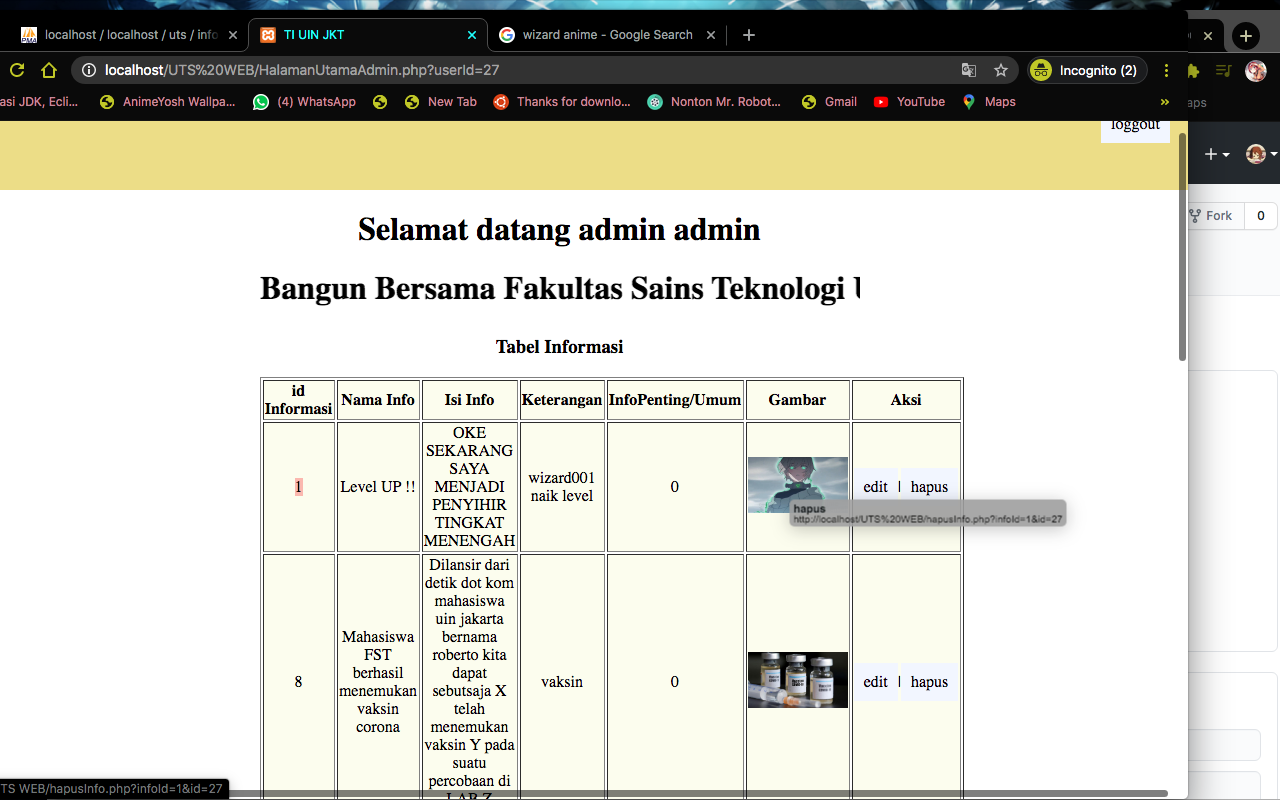 localhost / localhost / uts / info
TI UIN JKT
wizard anime - Google Search
localhost/UTS%20WEB/HalamanUtamaAdmin.php?userId=27
Incognito (2)
asi JDK, Ecli...
AnimeYosh Wallpa...
(4) WhatsApp
New Tab
Thanks for downlo...
Nonton Mr. Robot...
Gmail
YouTube
Maps
»
aps
loggout
Fork
0
Selamat datang admin admin
Bangun Bersama Fakultas Sains Teknologi U
Tabel Informasi
id Informasi
Nama Info
Isi Info
Keterangan
InfoPenting/Umum
Gambar
Aksi
1
Level UP !!
OKE
SEKARANG
SAYA
MENJADI
PENYIHIR
TINGKAT
MENENGAH
wizard001
naik level
0
edit | hapus
hapus
http://localhost/UTS%20WEB/hapusInfo.php?infoId=1&id=27
8
Mahasiswa
FST
berhasil
menemukan
vaksin
corona
Dilansir dari
detik dot kom
mahasiswa
uin jakarta
bernama
roberto kita
dapat
sebutsaja X
telah
menemukan
vaksin Y pada
suatu
percobaan di
LAB Z
vaksin
0
edit | hapus
TS WEB/hapusInfo.php?infoId=1&id=27